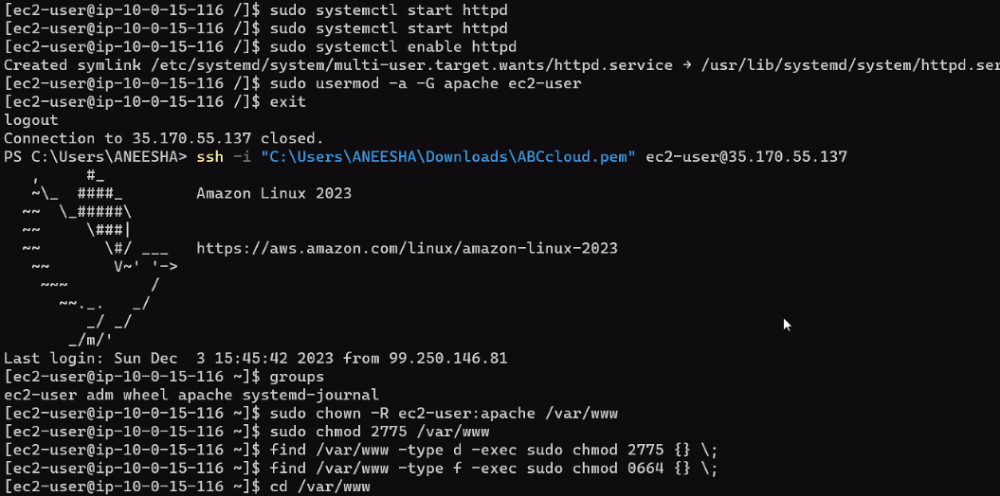 [ec2-user@ip-10-0-15-116 /]$ sudo systemctl start httpd
[ec2-user@ip-10-0-15-116 /]$ sudo systemctl start httpd
[ec2-user@ip-10-0-15-116 /]$ sudo systemctl enable httpd
Created symlink /etc/systemd/system/multi-user.target.wants/httpd.service → /usr/lib/systemd/system/httpd.ser
[ec2-user@ip-10-0-15-116 /]$ sudo usermod -a -G apache ec2-user
[ec2-user@ip-10-0-15-116 /]$ exit
logout
Connection to 35.170.55.137 closed.
PS C:\Users\ANEESHA> ssh -i "C:\Users\ANEESHA\Downloads\ABCcloud.pem" ec2-user@35.170.55.137
   ,     #_
   ~\_  ####_        Amazon Linux 2023
  ~~  \_#####\
  ~~     \###|
  ~~       \#/ ___   https://aws.amazon.com/linux/amazon-linux-2023
   ~~       V~' '->
    ~~~         /
      ~~._.   _/
         _/ _/
       _/m/'
Last login: Sun Dec  3 15:45:42 2023 from 99.250.146.81
[ec2-user@ip-10-0-15-116 ~]$ groups
ec2-user adm wheel apache systemd-journal
[ec2-user@ip-10-0-15-116 ~]$ sudo chown -R ec2-user:apache /var/www
[ec2-user@ip-10-0-15-116 ~]$ sudo chmod 2775 /var/www
[ec2-user@ip-10-0-15-116 ~]$ find /var/www -type d -exec sudo chmod 2775 {} \;
[ec2-user@ip-10-0-15-116 ~]$ find /var/www -type f -exec sudo chmod 0664 {} \;
[ec2-user@ip-10-0-15-116 ~]$ cd /var/www